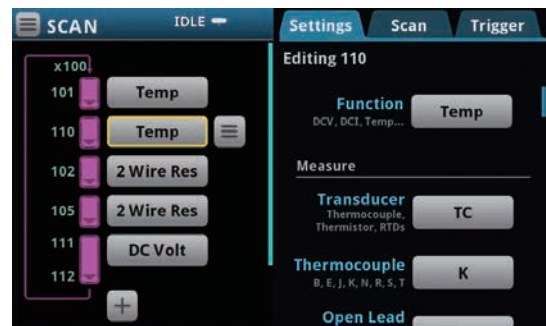 SCAN
IDLE
x100
101 Temp
110 Temp
102 2 Wire Res
105 2 Wire Res
111
DC Volt
112
+
Settings Scan Trigger
Editing 110
Function
DCV, DCI, Temp...
Temp
Measure
Transducer
Thermocouple,
Thermistor, RTDs
TC
Thermocouple
B, E, J, K, N, R, S, T
K
Open Lead